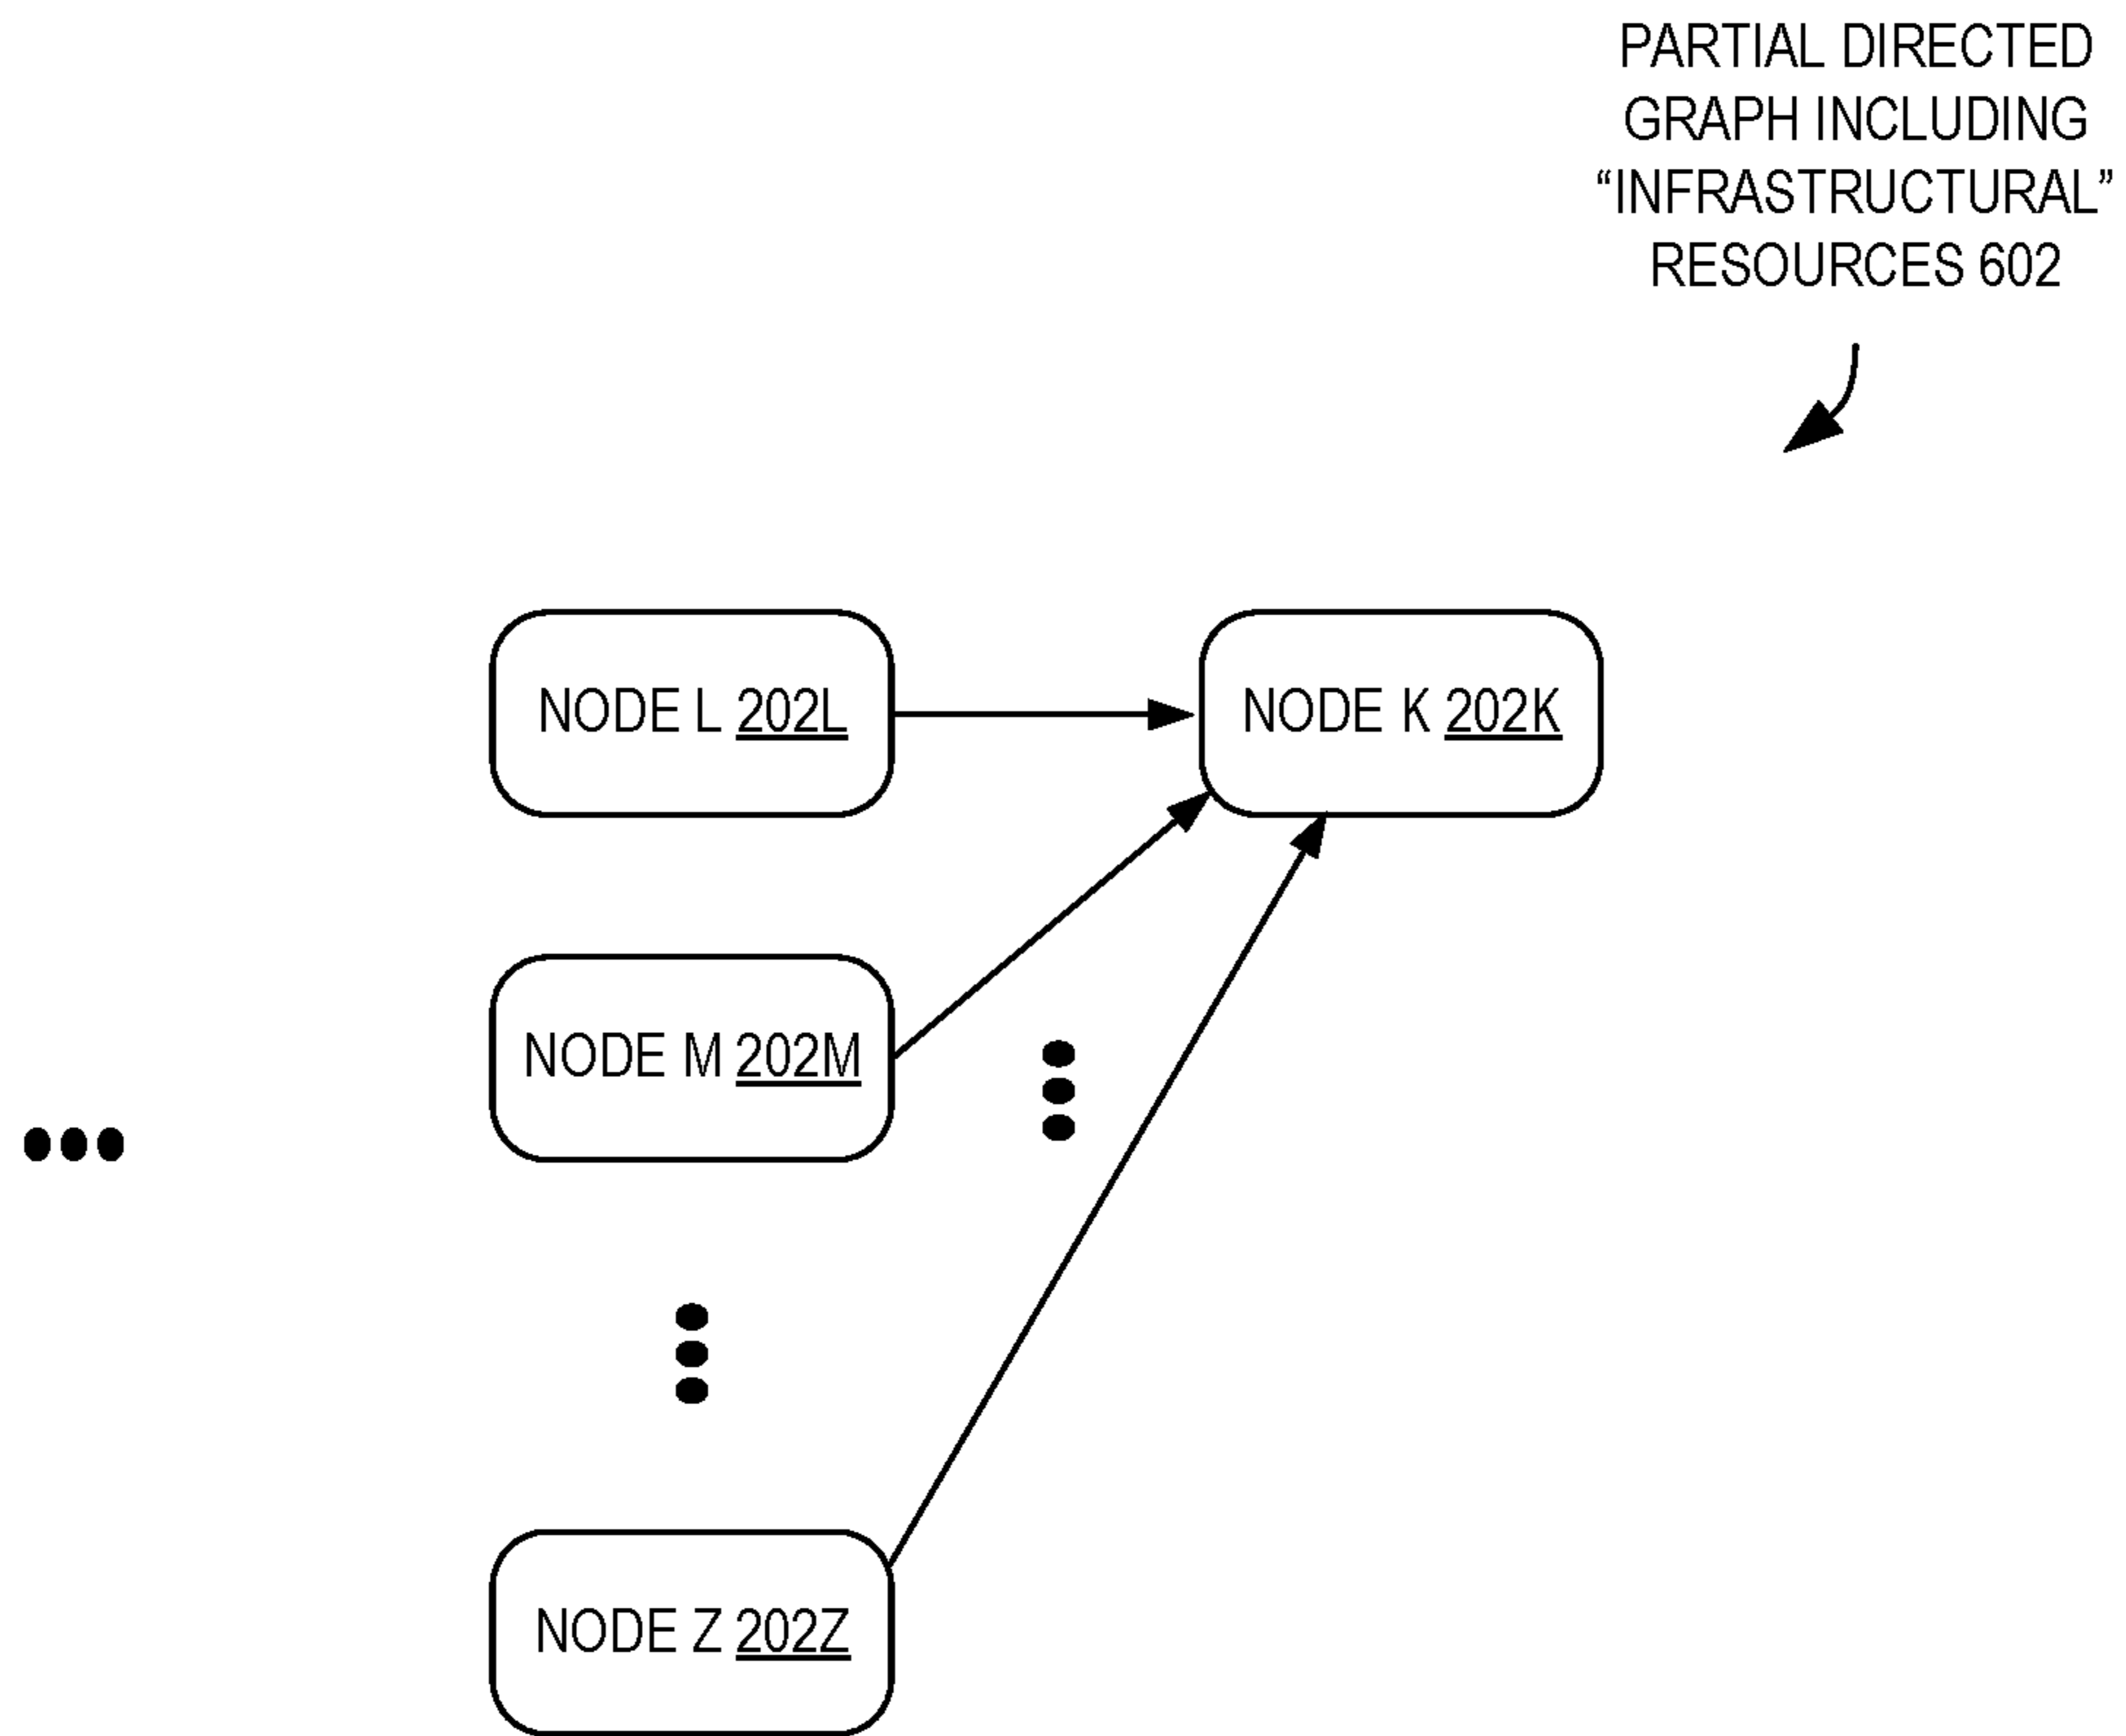 PARTIAL DIRECTED
GRAPH INCLUDING
“INFRASTRUCTURAL”
RESOURCES 602
NODE L 202L
NODE K 202K
NODE M 202M
NODE Z 202Z